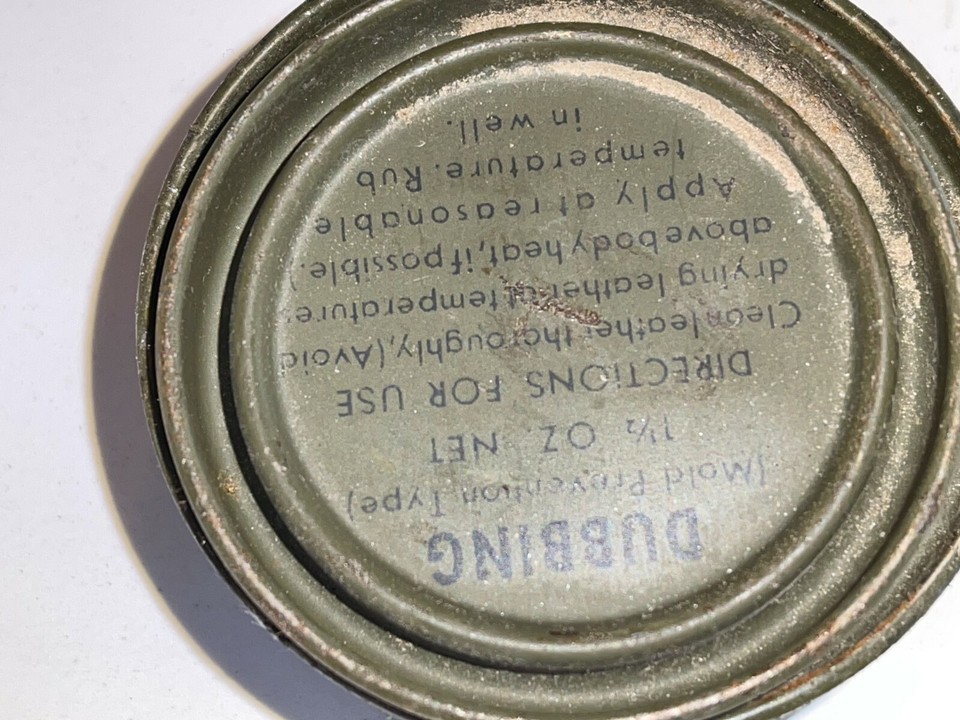 DUBBING
(Mold Prevention Type)
1½ OZ. NET
DIRECTIONS FOR USE
Clean leather thoroughly, (Avoid
drying leather at temperatures
above body heat, if possible.)
Apply at reasonable
temperature. Rub
in well.